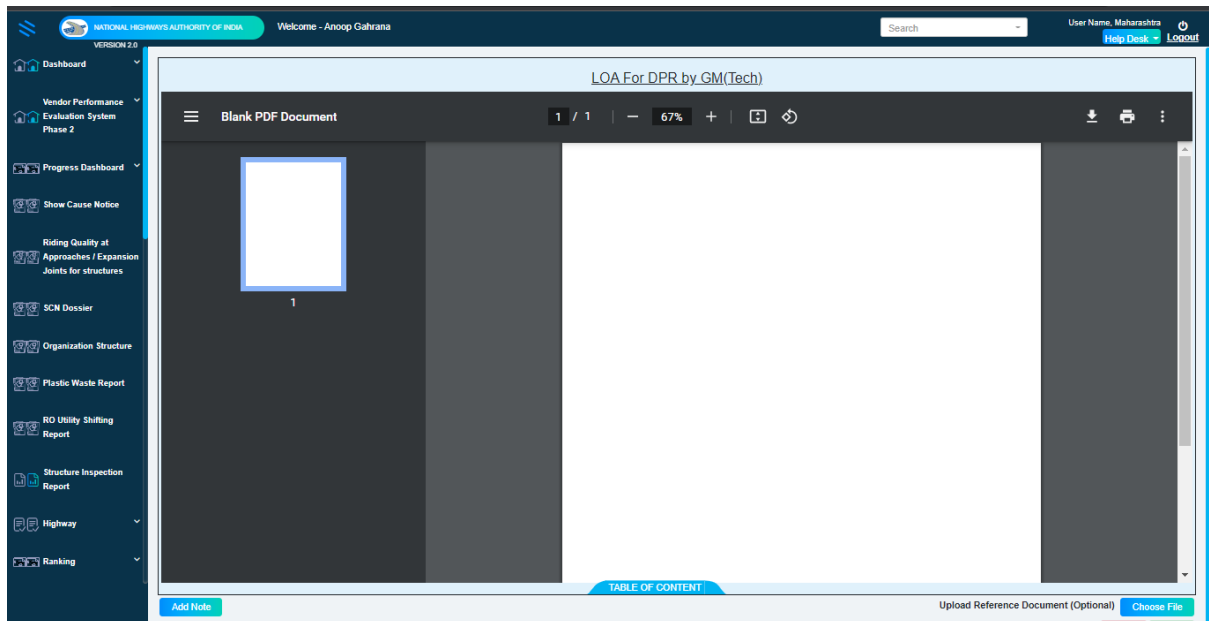 NATIONAL HIGHWAYS AUTHORITY OF INDIA
VERSION 2.0
Welcome - Anoop Gahrana
Search
User Name, Maharashtra
Help Desk
Logout
Dashboard
Vendor Performance
Evaluation System
Phase 2
Progress Dashboard
Show Cause Notice
Riding Quality at
Approaches / Expansion
Joints for structures
SCN Dossier
Organization Structure
Plastic Waste Report
RO Utility Shifting
Report
Structure Inspection
Report
Highway
Ranking
LOA For DPR by GM(Tech)
Blank PDF Document
1 / 1
67%
1
TABLE OF CONTENT
Add Note
Upload Reference Document (Optional)
Choose File